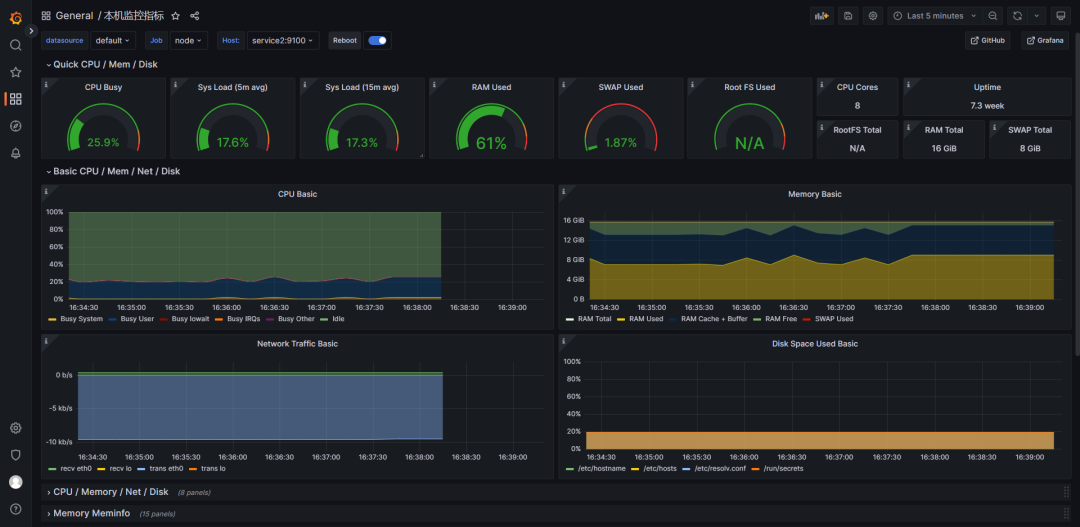 General / 本机监控指标
Last 5 minutes
datasource default Job node Host: service2:9100 Reboot GitHub Grafana
Quick CPU / Mem / Disk
CPU Busy
25.9%
Sys Load (5m avg)
17.6%
Sys Load (15m avg)
17.3%
RAM Used
61%
SWAP Used
1.87%
Root FS Used
N/A
CPU Cores
8
Uptime
7.3 week
RootFS Total
N/A
RAM Total
16 GiB
SWAP Total
8 GiB
Basic CPU / Mem / Net / Disk
CPU Basic
100%
80%
60%
40%
20%
0%
16:34:30 16:35:00 16:35:30 16:36:00 16:36:30 16:37:00 16:37:30 16:38:00 16:38:30 16:39:00
Busy System Busy User Busy Iowait Busy IRQs Busy Other Idle
Memory Basic
16 GiB
12 GiB
8 GiB
4 GiB
0 B
16:34:30 16:35:00 16:35:30 16:36:00 16:36:30 16:37:00 16:37:30 16:38:00 16:38:30 16:39:00
RAM Total RAM Used RAM Cache + Buffer RAM Free SWAP Used
Network Traffic Basic
0 b/s
-5 kb/s
-10 kb/s
16:34:30 16:35:00 16:35:30 16:36:00 16:36:30 16:37:00 16:37:30 16:38:00 16:38:30 16:39:00
recv eth0 recv lo trans eth0 trans lo
Disk Space Used Basic
100%
80%
60%
40%
20%
0%
16:34:30 16:35:00 16:35:30 16:36:00 16:36:30 16:37:00 16:37:30 16:38:00 16:38:30 16:39:00
/etc/hostname /etc/hosts /etc/resolv.conf /run/secrets
CPU / Memory / Net / Disk (8 panels)
Memory Meminfo (15 panels)